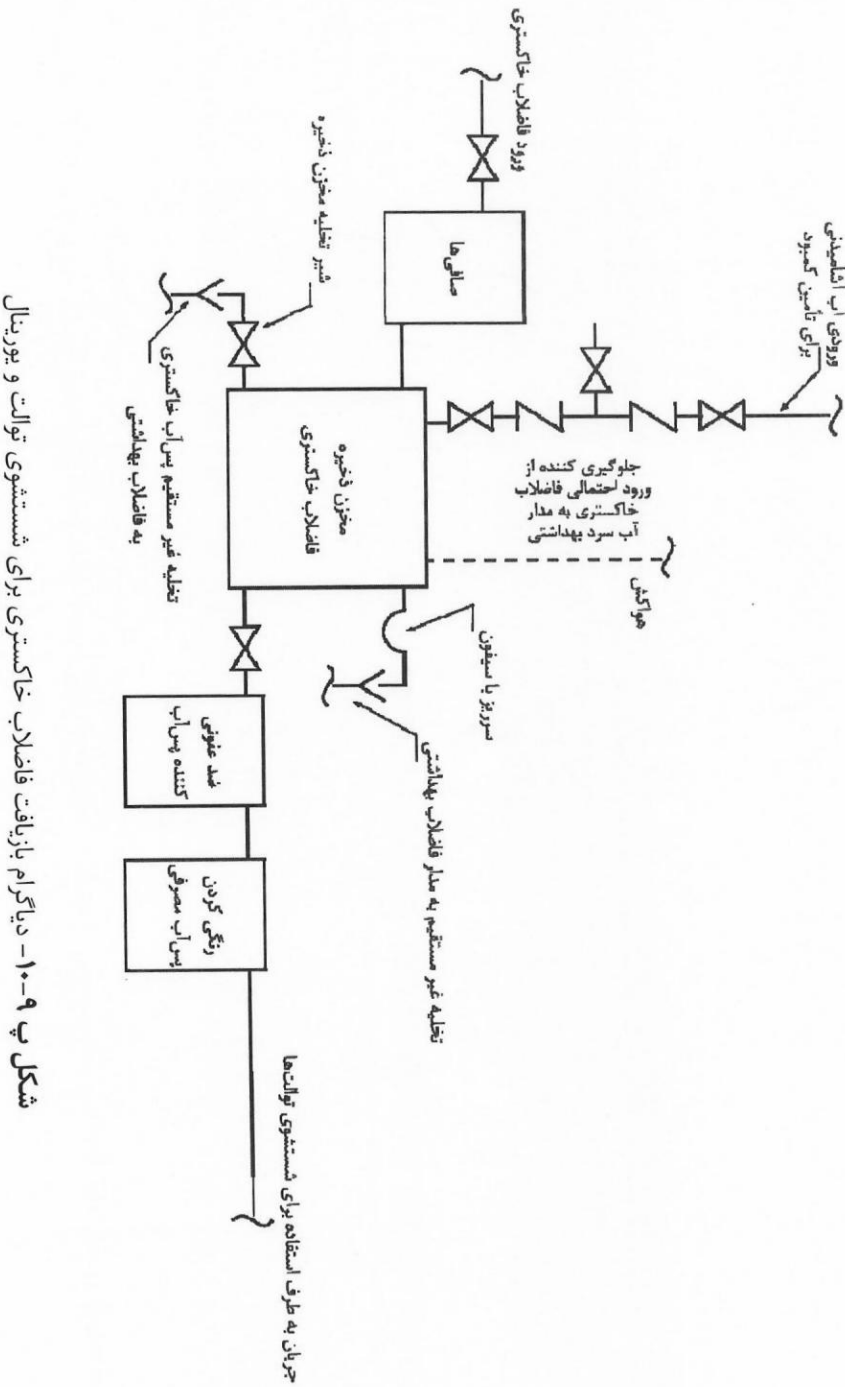 ورودی آب آشامیدنی
برای تأمین کمبود
ورود فاضلاب خاکستری
صافی‌ها
جلوگیری کننده از
ورود احتمالی فاضلاب
خاکستری به مدار
آب سرد بهداشتی
هواکش
شیر تخلیه مخزن ذخیره
مخزن ذخیره
فاضلاب خاکستری
سرریز با سیفون
تخلیه غیر مستقیم پس‌آب خاکستری
به فاضلاب بهداشتی
تخلیه غیر مستقیم به مدار فاضلاب بهداشتی
ضد عفونی
کننده پس‌آب
رنگی کردن
پس‌آب مصرفی
جریان به طرف استفاده برای شستشوی توالت‌ها
شکل پ ۹-۱۰- دیاگرام بازیافت فاضلاب خاکستری برای شستشوی توالت و یورینال